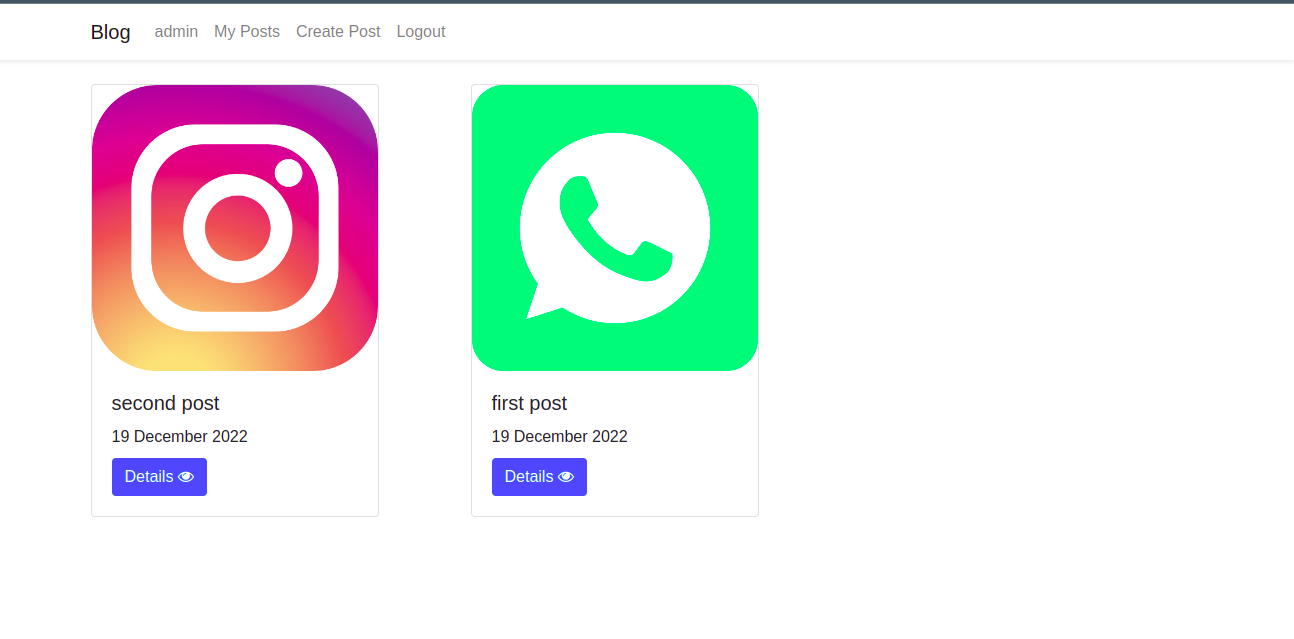 Blog admin My Posts Create Post Logout
second post
19 December 2022
Details
first post
19 December 2022
Details